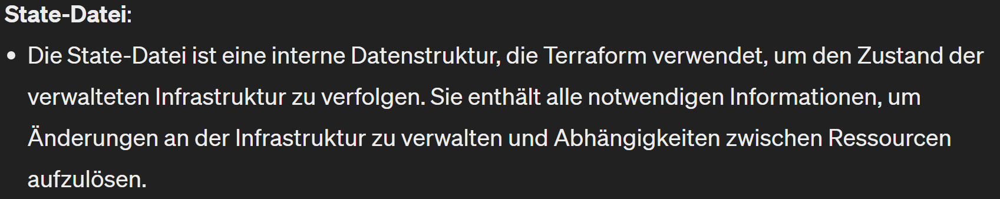 State-Datei:
• Die State-Datei ist eine interne Datenstruktur, die Terraform verwendet, um den Zustand der
verwalteten Infrastruktur zu verfolgen. Sie enthält alle notwendigen Informationen, um
Änderungen an der Infrastruktur zu verwalten und Abhängigkeiten zwischen Ressourcen
aufzulösen.